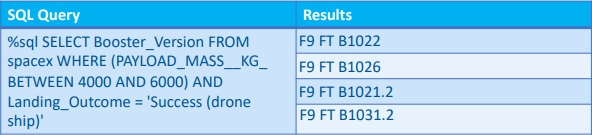 SQL Query
Results
%sql SELECT Booster_Version FROM
spacex WHERE (PAYLOAD_MASS__KG_
BETWEEN 4000 AND 6000) AND
Landing_Outcome = 'Success (drone
ship)'
F9 FT B1022
F9 FT B1026
F9 FT B1021.2
F9 FT B1031.2